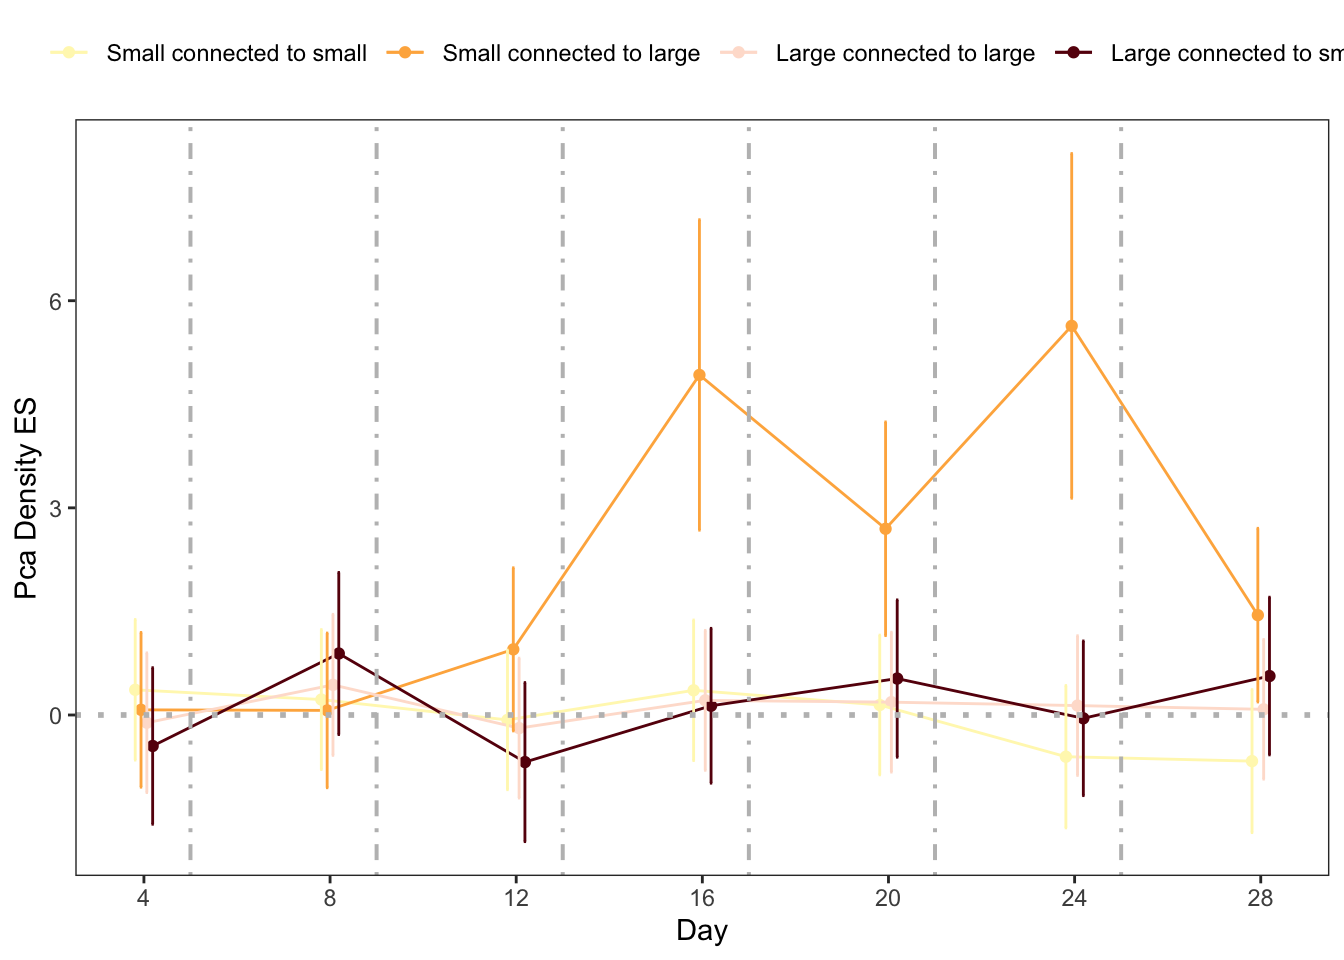 Small connected to small Small connected to large Large connected to large Large connected to sm
6
3
0
Pca Density ES
4 8 12 16 20 24 28
Day